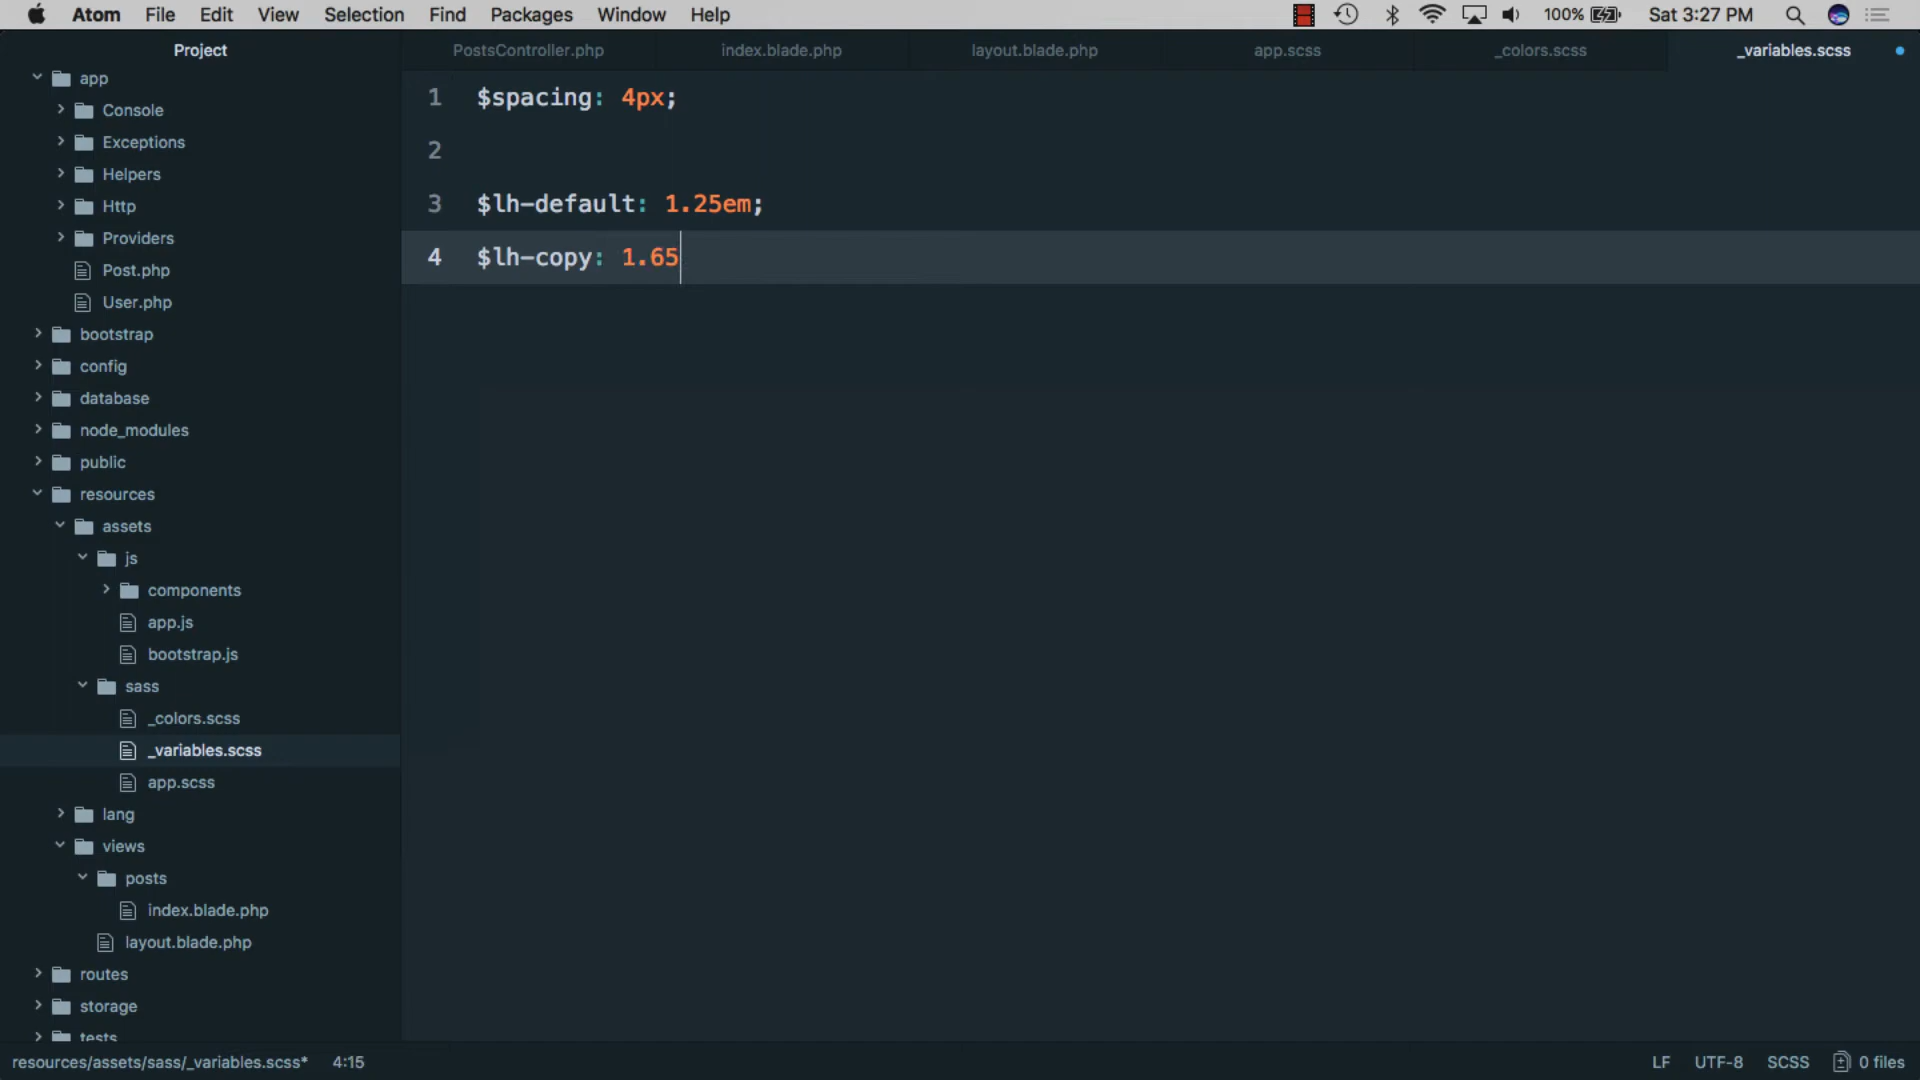 Atom File Edit View Selection Find Packages Window Help 100% Sat 3:27 PM
Project PostsController.php index.blade.php layout.blade.php app.scss _colors.scss _variables.scss
app
Console
Exceptions
Helpers
Http
Providers
Post.php
User.php
bootstrap
config
database
node_modules
public
resources
assets
js
components
app.js
bootstrap.js
sass
_colors.scss
_variables.scss
app.scss
lang
views
posts
index.blade.php
layout.blade.php
routes
storage
tests
1 $spacing: 4px;
2
3 $lh-default: 1.25em;
4 $lh-copy: 1.65
resources/assets/sass/_variables.scss* 4:15 LF UTF-8 SCSS 0 files